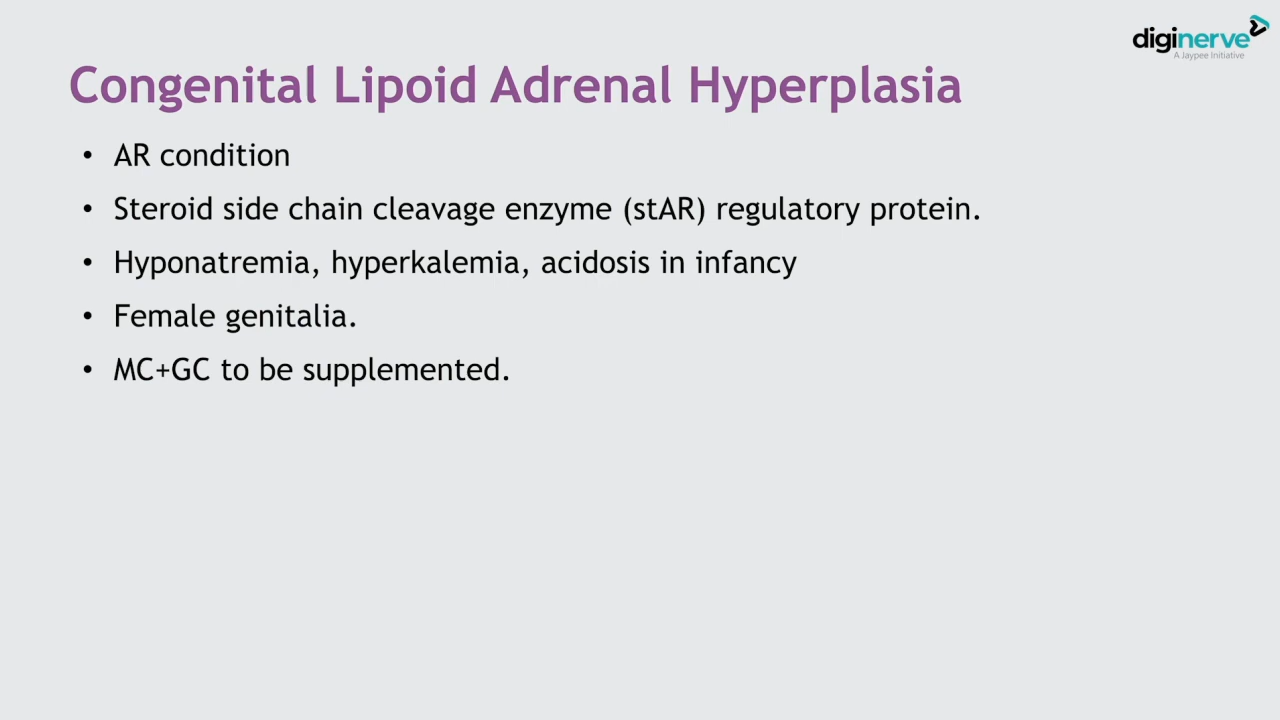 diginerve
A Jaypee Initiative
Congenital Lipoid Adrenal Hyperplasia
• AR condition
• Steroid side chain cleavage enzyme (stAR) regulatory protein.
• Hyponatremia, hyperkalemia, acidosis in infancy
• Female genitalia.
• MC+GC to be supplemented.